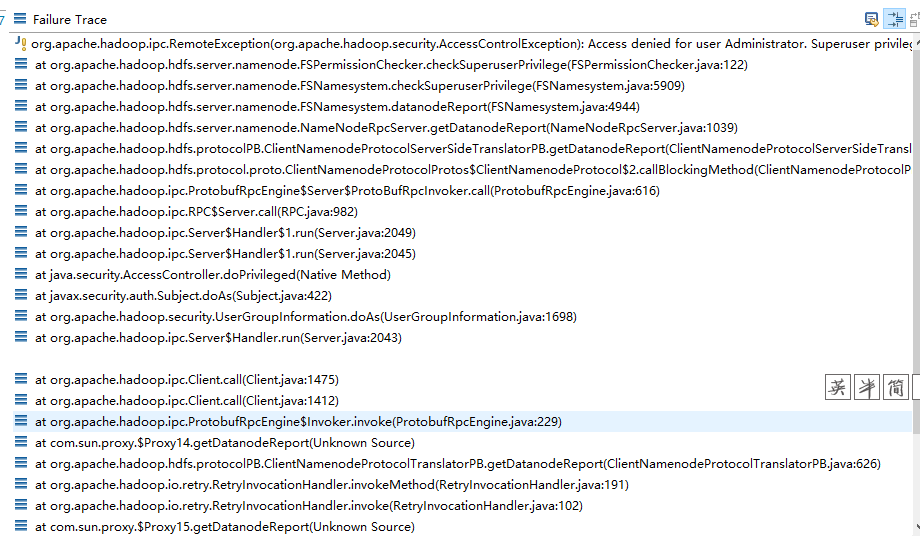 Failure Trace
org.apache.hadoop.ipc.RemoteException(org.apache.hadoop.security.AccessControlException): Access denied for user Administrator. Superuser privileg
at org.apache.hadoop.hdfs.server.namenode.FSPermissionChecker.checkSuperuserPrivilege(FSPermissionChecker.java:122)
at org.apache.hadoop.hdfs.server.namenode.FSNamesystem.checkSuperuserPrivilege(FSNamesystem.java:5909)
at org.apache.hadoop.hdfs.server.namenode.FSNamesystem.datanodeReport(FSNamesystem.java:4944)
at org.apache.hadoop.hdfs.server.namenode.NameNodeRpcServer.getDatanodeReport(NameNodeRpcServer.java:1039)
at org.apache.hadoop.hdfs.protocolPB.ClientNamenodeProtocolServerSideTranslatorPB.getDatanodeReport(ClientNamenodeProtocolServerSideTransl
at org.apache.hadoop.hdfs.protocol.proto.ClientNamenodeProtocolProtos$ClientNamenodeProtocol$2.callBlockingMethod(ClientNamenodeProtocolP
at org.apache.hadoop.ipc.ProtobufRpcEngine$Server$ProtoBufRpcInvoker.call(ProtobufRpcEngine.java:616)
at org.apache.hadoop.ipc.RPC$Server.call(RPC.java:982)
at org.apache.hadoop.ipc.Server$Handler$1.run(Server.java:2049)
at org.apache.hadoop.ipc.Server$Handler$1.run(Server.java:2045)
at java.security.AccessController.doPrivileged(Native Method)
at javax.security.auth.Subject.doAs(Subject.java:422)
at org.apache.hadoop.security.UserGroupInformation.doAs(UserGroupInformation.java:1698)
at org.apache.hadoop.ipc.Server$Handler.run(Server.java:2043)
at org.apache.hadoop.ipc.Client.call(Client.java:1475)
英 半 简
at org.apache.hadoop.ipc.Client.call(Client.java:1412)
at org.apache.hadoop.ipc.ProtobufRpcEngine$Invoker.invoke(ProtobufRpcEngine.java:229)
at com.sun.proxy.$Proxy14.getDatanodeReport(Unknown Source)
at org.apache.hadoop.hdfs.protocolPB.ClientNamenodeProtocolTranslatorPB.getDatanodeReport(ClientNamenodeProtocolTranslatorPB.java:626)
at org.apache.hadoop.io.retry.RetryInvocationHandler.invokeMethod(RetryInvocationHandler.java:191)
at org.apache.hadoop.io.retry.RetryInvocationHandler.invoke(RetryInvocationHandler.java:102)
at com.sun.proxy.$Proxy15.getDatanodeReport(Unknown Source)